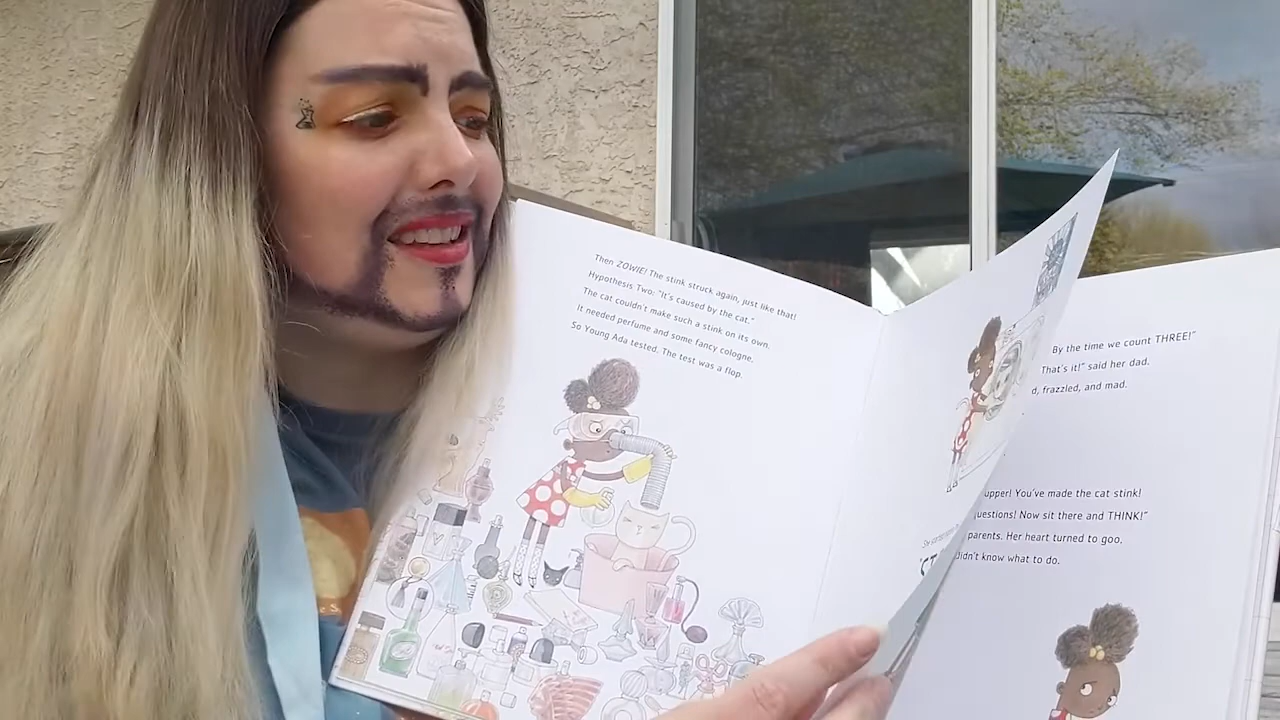 Then ZOWIE! The stink struck again, just like that!
Hypothesis Two: "It's caused by the cat."
The cat couldn't make such a stink on its own.
It needed perfume and some fancy cologne.
So Young Ada tested. The test was a flop.
By the time we count THREE!"
That's it!" said her dad.
frazzled, and mad.
You've made the cat stink!
Now sit there and THINK!"
parents. Her heart turned to goo.
didn't know what to do.
She started